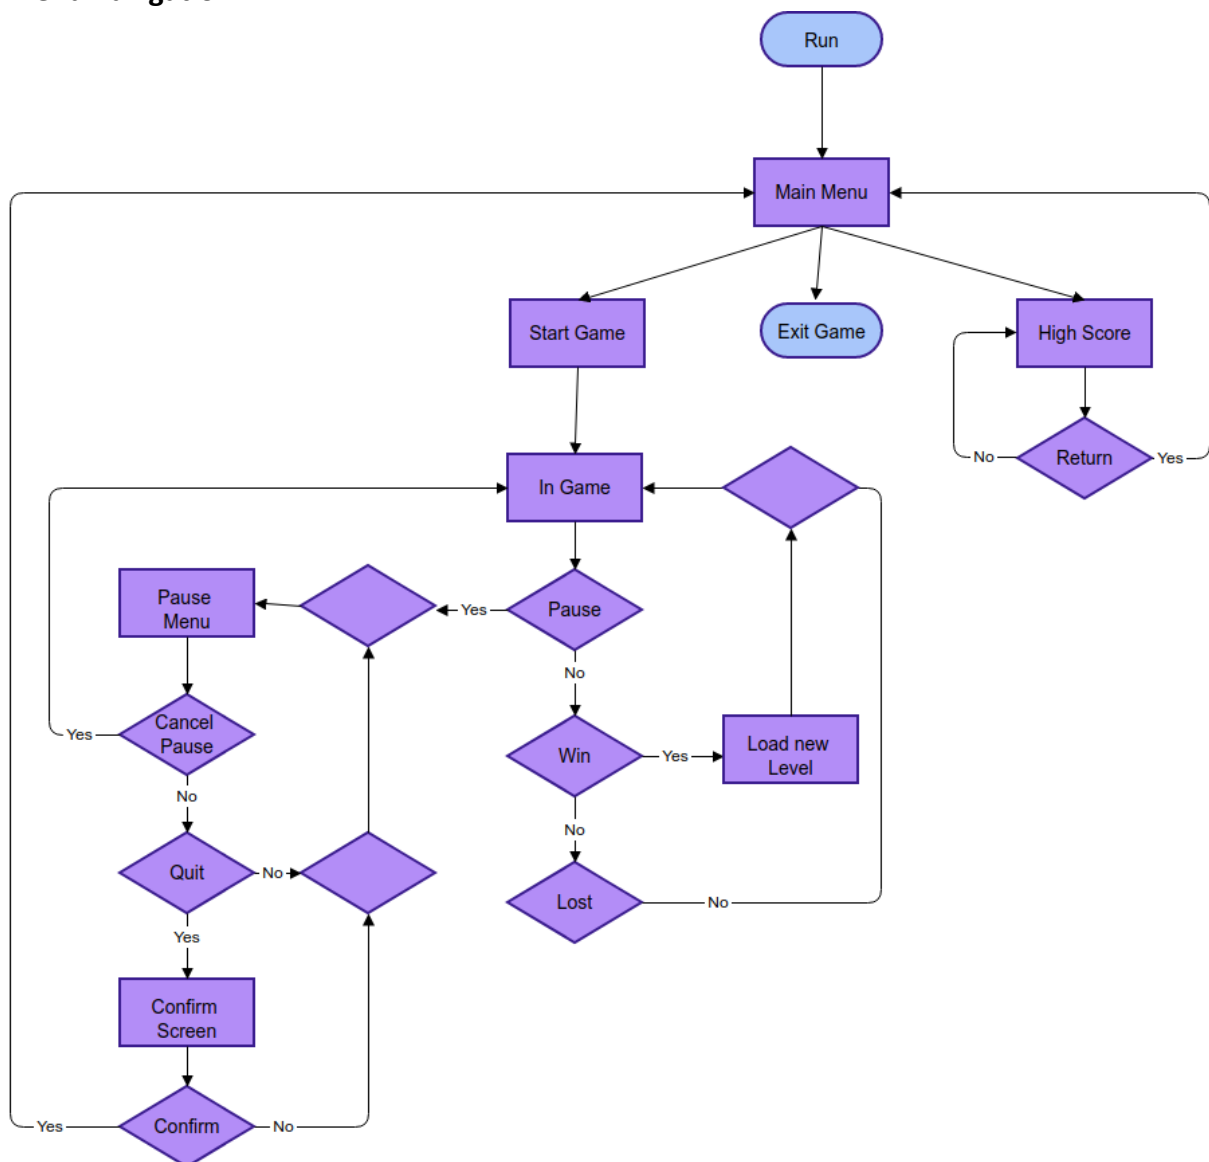 Run
Main Menu
Start Game
Exit Game
High Score
No
Return
Yes
In Game
Pause
Menu
Yes
Pause
No
Cancel
Pause
Yes
Win
Yes
Load new
Level
No
No
Quit
No
Lost
No
Yes
Confirm
Screen
Yes
Confirm
No